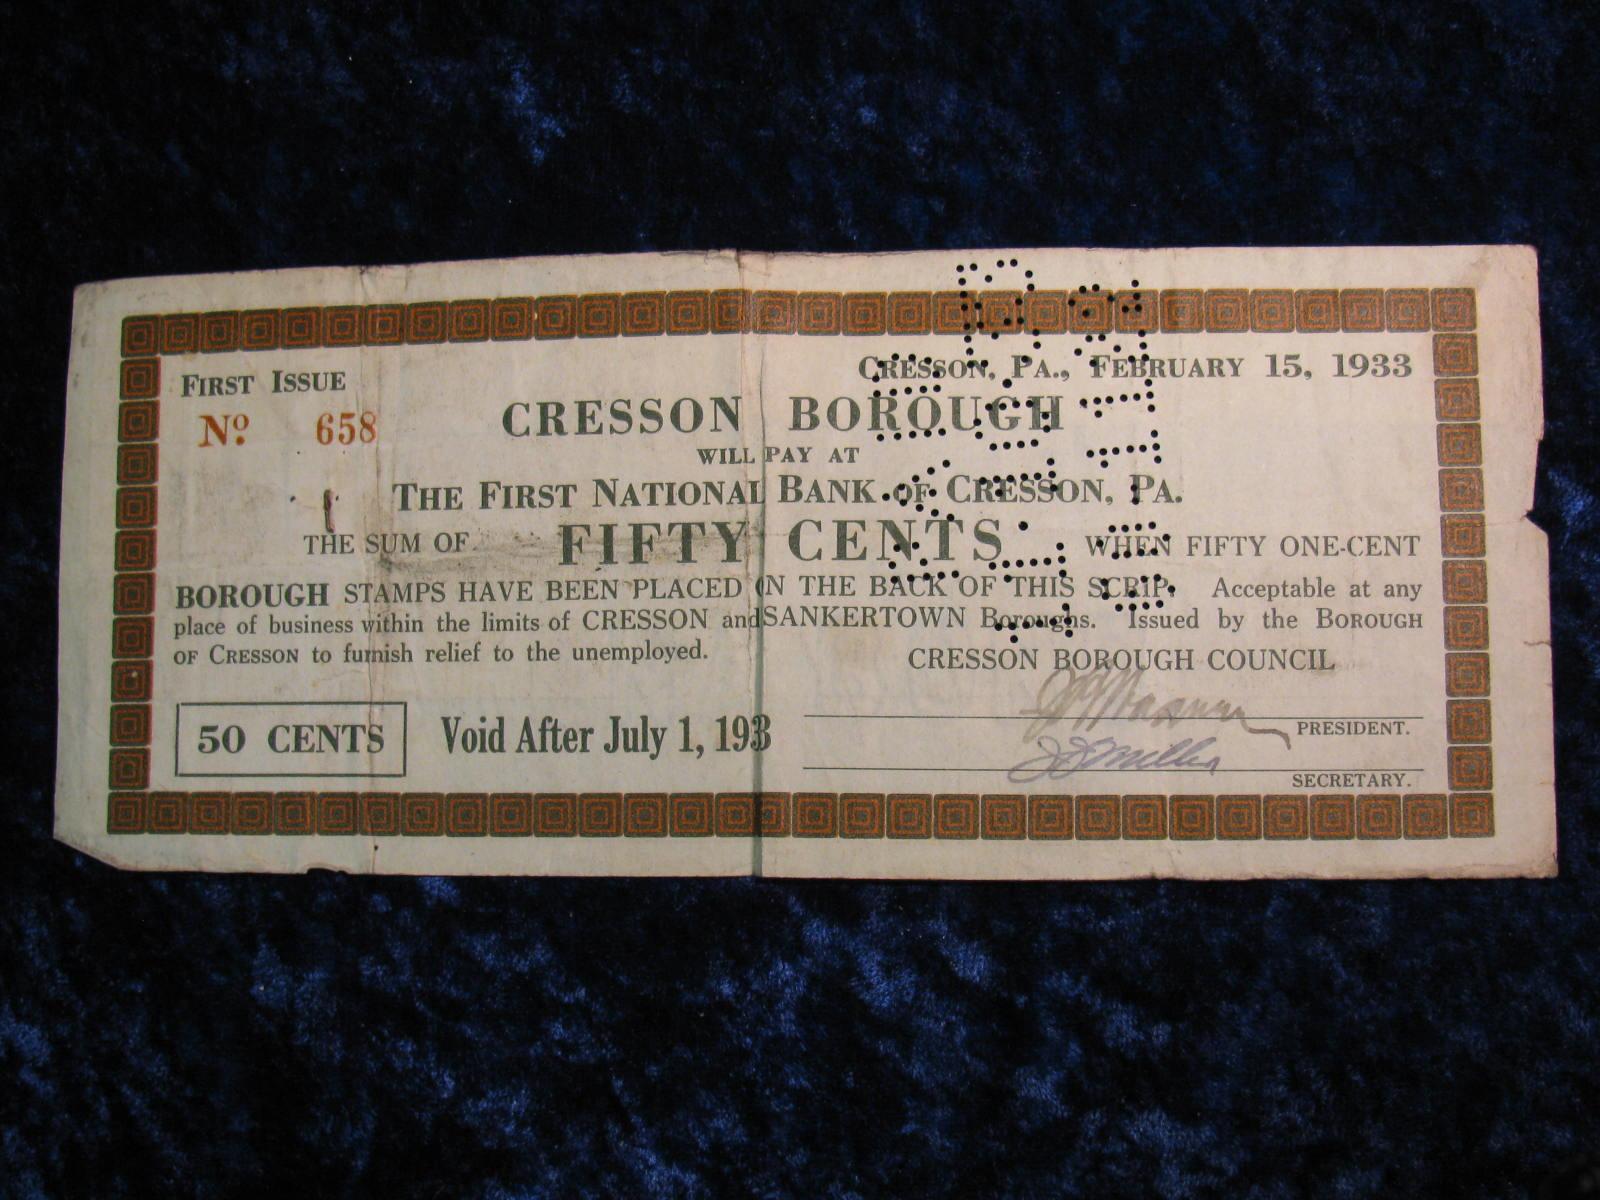 FIRST ISSUE
CRESSON, PA., FEBRUARY 15, 1933
No. 658
CRESSON BOROUGH
WILL PAY AT
THE FIRST NATIONAL BANK OF CRESSON, PA.
THE SUM OF FIFTY CENTS WHEN FIFTY ONE-CENT
BOROUGH STAMPS HAVE BEEN PLACED ON THE BACK OF THIS SCRIP. Acceptable at any
place of business within the limits of CRESSON and SANKERTOWN Boroughs. Issued by the BOROUGH
OF CRESSON to furnish relief to the unemployed.
CRESSON BOROUGH COUNCIL
50 CENTS
Void After July 1, 193
PRESIDENT.
SECRETARY.